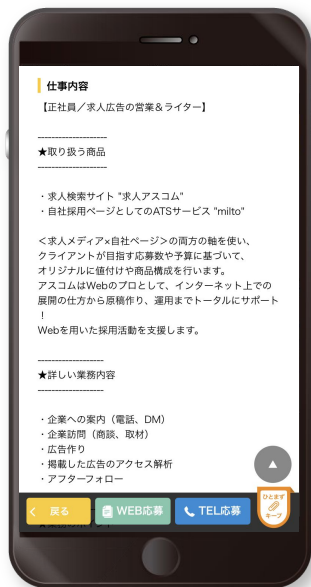 仕事内容
【正社員／求人広告の営業＆ライター】
--------------------
★取り扱う商品
--------------------
・求人検索サイト "求人アスコム"
・自社採用ページとしてのATSサービス "milto"
＜求人メディア×自社ページ＞の両方の軸を使い、
クライアントが目指す応募数や予算に基づいて、
オリジナルに値付けや商品構成を行います。
アスコムはWebのプロとして、インターネット上での
展開の仕方から原稿作り、運用までトータルにサポート
！
Webを用いた採用活動を支援します。
-------------------
★詳しい業務内容
-------------------
・企業への案内（電話、DM）
・企業訪問（商談、取材）
・広告作り
・掲載した広告のアクセス解析
・アフターフォロー
戻る
WEB応募
TEL応募
ひとまず
キープ